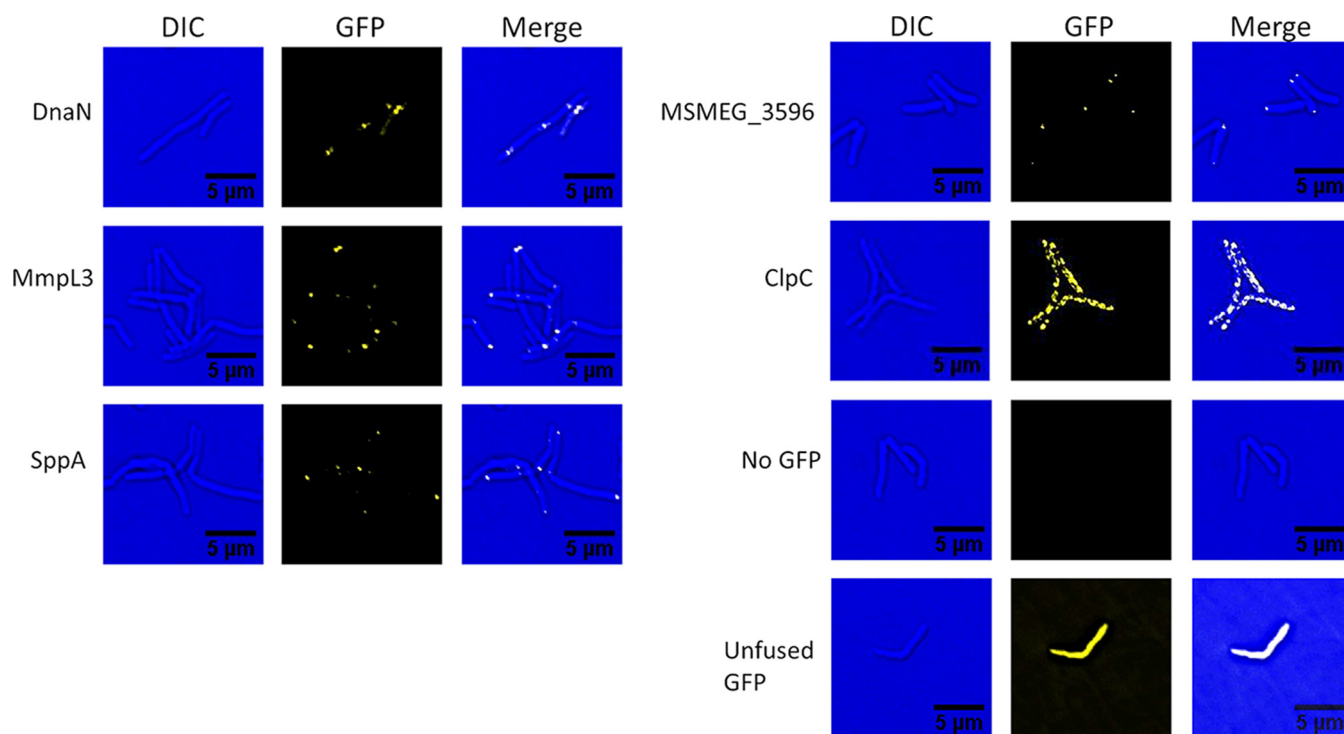 DIC GFP Merge
DnaN
5 µm 5 µm
MmpL3
5 µm 5 µm
SppA
5 µm 5 µm
DIC GFP Merge
MSMEG_3596
5 µm 5 µm
ClpC
5 µm 5 µm
No GFP
5 µm 5 µm
Unfused
GFP
5 µm 5 µm